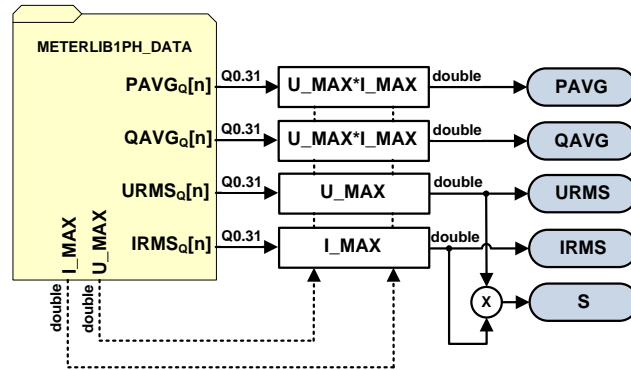 METERLIB1PH_DATA
PAVGQ[n] Q0.31 U_MAX*I_MAX double PAVG
QAVGQ[n] Q0.31 U_MAX*I_MAX double QAVG
URMSQ[n] Q0.31 U_MAX double URMS
IRMSQ[n] Q0.31 I_MAX double IRMS
I_MAX
U_MAX
double
double
X
S